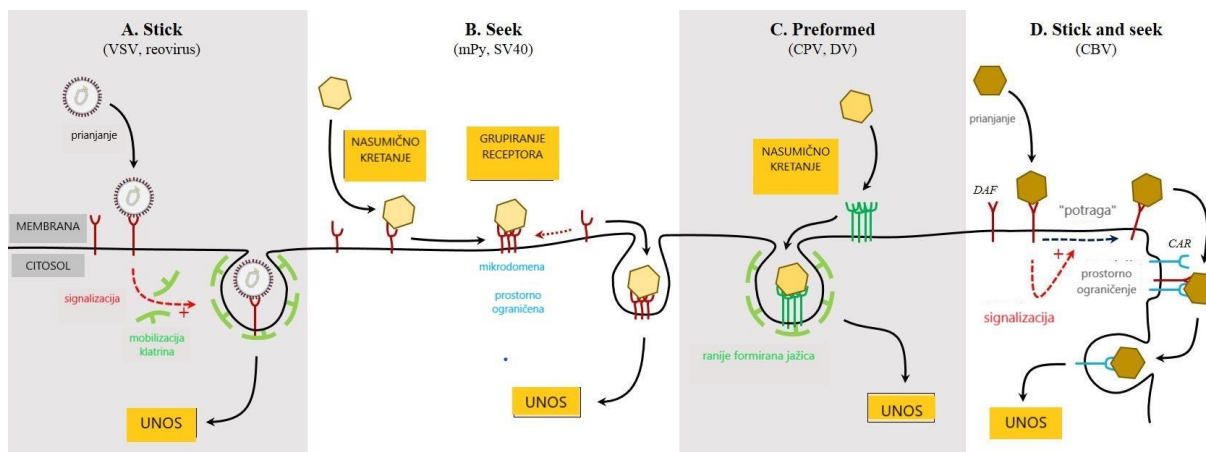 A. Stick
(VSV, reovirus)
prianjanje
MEMBRANA
CITOSOL
signalizacija
+
mobilizacija
klatrina
UNOS
B. Seek
(mPy, SV40)
NASUMIČNO
KRETANJE
GRUPIRANJE
RECEPTORA
mikrodomena
prostorno
ograničena
UNOS
C. Preformed
(CPV, DV)
NASUMIČNO
KRETANJE
ranije formirana jažica
UNOS
D. Stick and seek
(CBV)
prianjanje
DAF
"potraga"
+
CAR
prostorno
ograničenje
signalizacija
UNOS